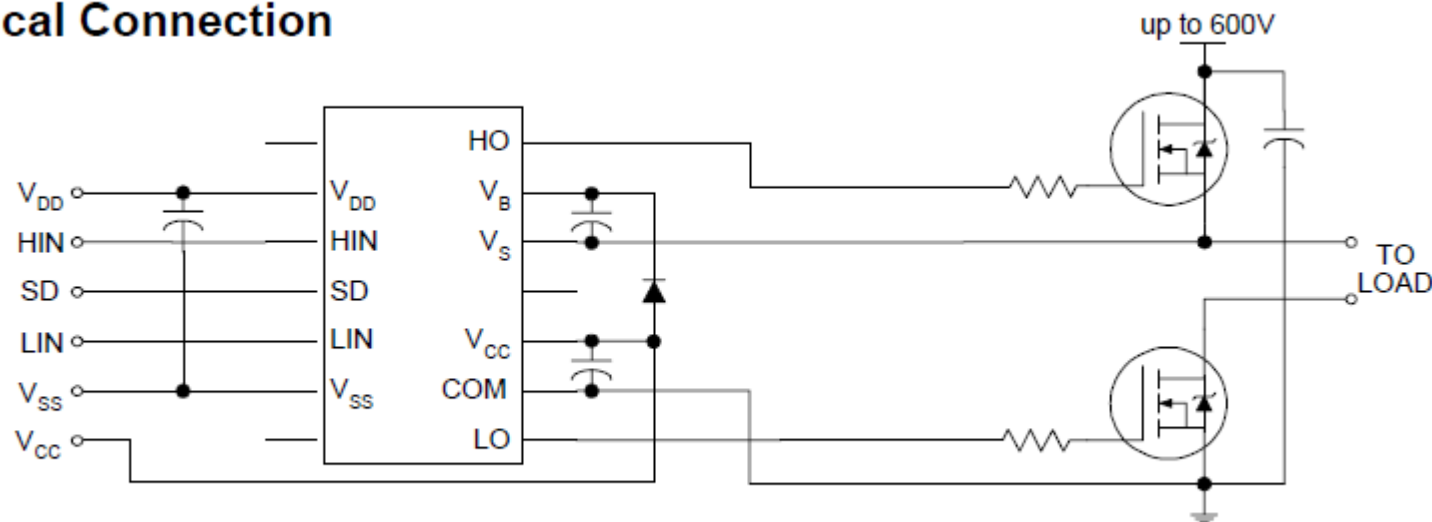 cal Connection
up to 600V
HO
V_DD V_DD V_B
HIN HIN V_S
TO
LOAD
SD SD
LIN LIN V_CC
V_SS V_SS COM
V_CC LO